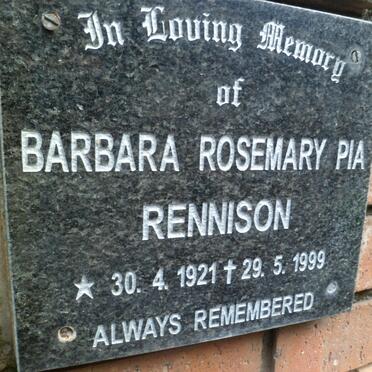 In Loving Memory
of
BARBARA ROSEMARY PIA
RENNISON
★ 30. 4. 1921 † 29. 5. 1999
ALWAYS REMEMBERED